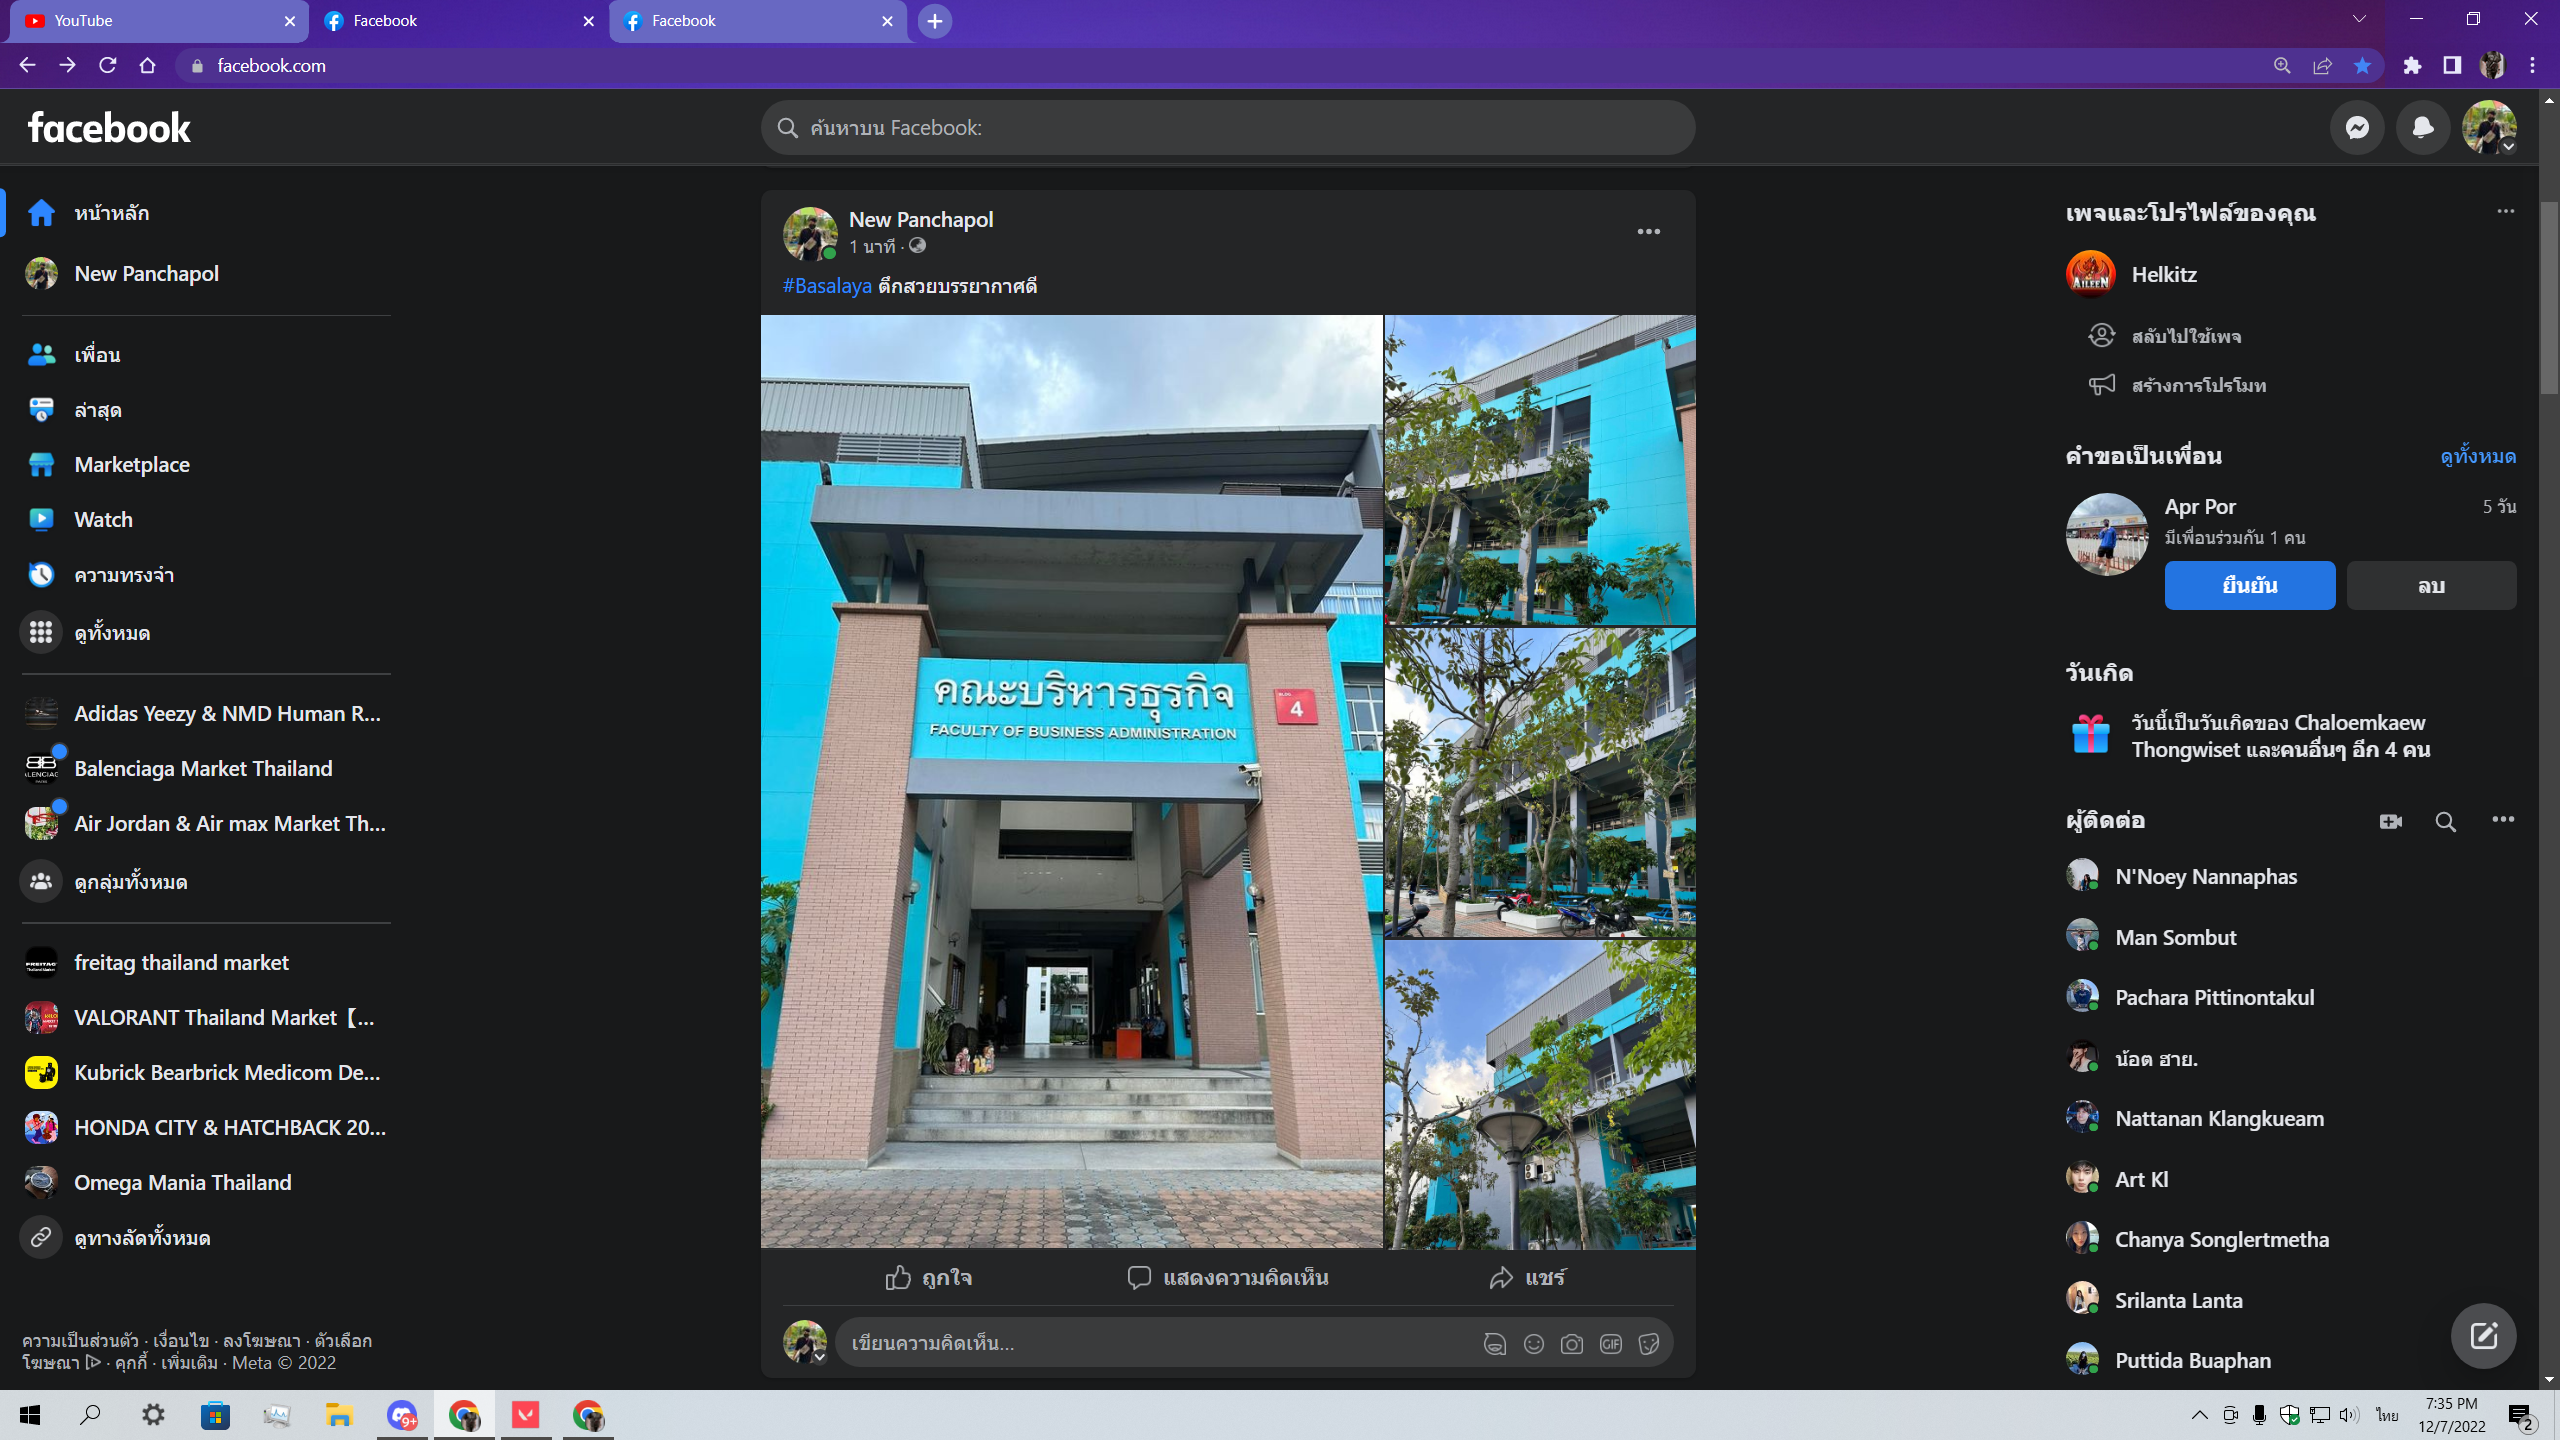 YouTube
Facebook
Facebook
facebook.com
facebook
ค้นหาบน Facebook:
หน้าหลัก
New Panchapol
เพื่อน
ล่าสุด
Marketplace
Watch
ความทรงจำ
ดูทั้งหมด
Adidas Yeezy & NMD Human R...
Balenciaga Market Thailand
Air Jordan & Air max Market Th...
ดูกลุ่มทั้งหมด
freitag thailand market
VALORANT Thailand Market【...
Kubrick Bearbrick Medicom De...
HONDA CITY & HATCHBACK 20...
Omega Mania Thailand
ดูทางลัดทั้งหมด
ความเป็นส่วนตัว · เงื่อนไข · ลงโฆษณา · ตัวเลือก
โฆษณา · คุกกี้ · เพิ่มเติม · Meta © 2022
New Panchapol
1 นาที ·
#Basalaya ตึกสวยบรรยากาศดี
คณะบริหารธุรกิจ
FACULTY OF BUSINESS ADMINISTRATION
4
ถูกใจ
แสดงความคิดเห็น
แชร์
เขียนความคิดเห็น...
GIF
เพจและโปรไฟล์ของคุณ
AILEEN
Helkitz
สลับไปใช้เพจ
สร้างการโปรโมท
คำขอเป็นเพื่อน
ดูทั้งหมด
Apr Por
5 วัน
มีเพื่อนร่วมกัน 1 คน
ยืนยัน
ลบ
วันเกิด
วันนี้เป็นวันเกิดของ Chaloemkaew
Thongwiset และคนอื่นๆ อีก 4 คน
ผู้ติดต่อ
N'Noey Nannaphas
Man Sombut
Pachara Pittinontakul
น้อต ฮาย.
Nattanan Klangkueam
Art Kl
Chanya Songlertmetha
Srilanta Lanta
Puttida Buaphan
9+
ไทย
7:35 PM
12/7/2022
2